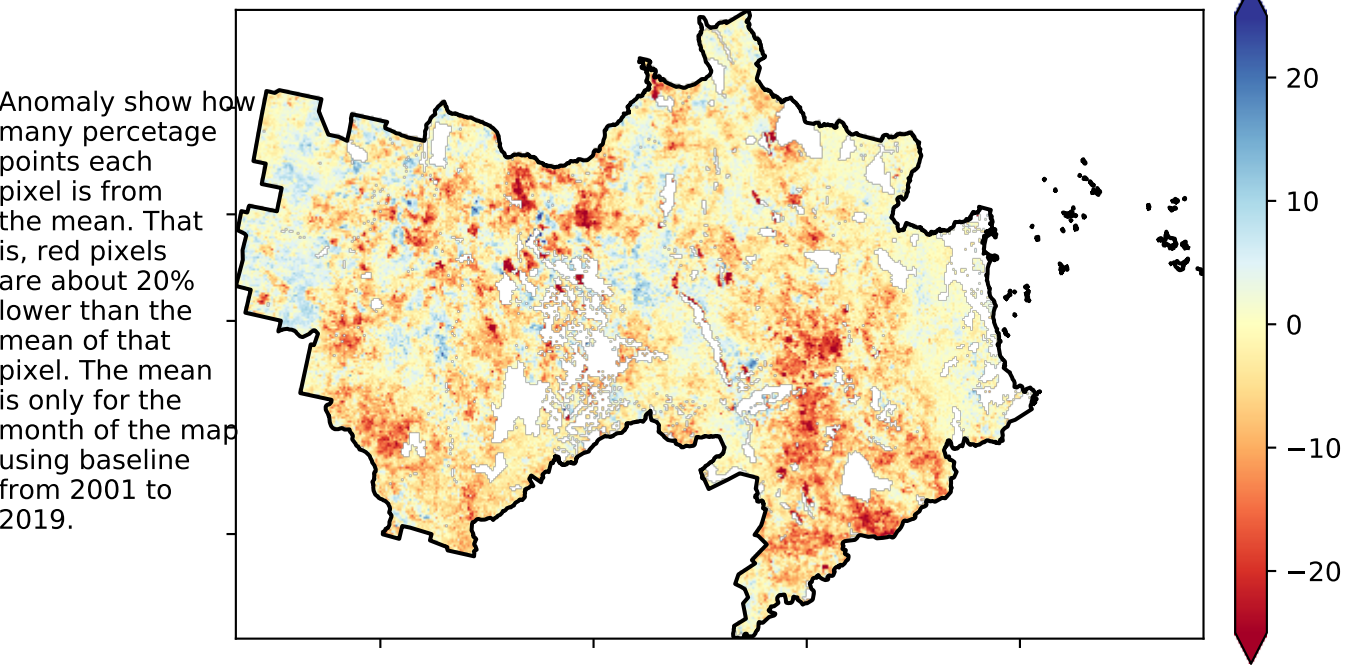 Anomaly show how
many percetage
points each
pixel is from
the mean. That
is, red pixels
are about 20%
lower than the
mean of that
pixel. The mean
is only for the
month of the map
using baseline
from 2001 to
2019.
20
10
0
−10
−20